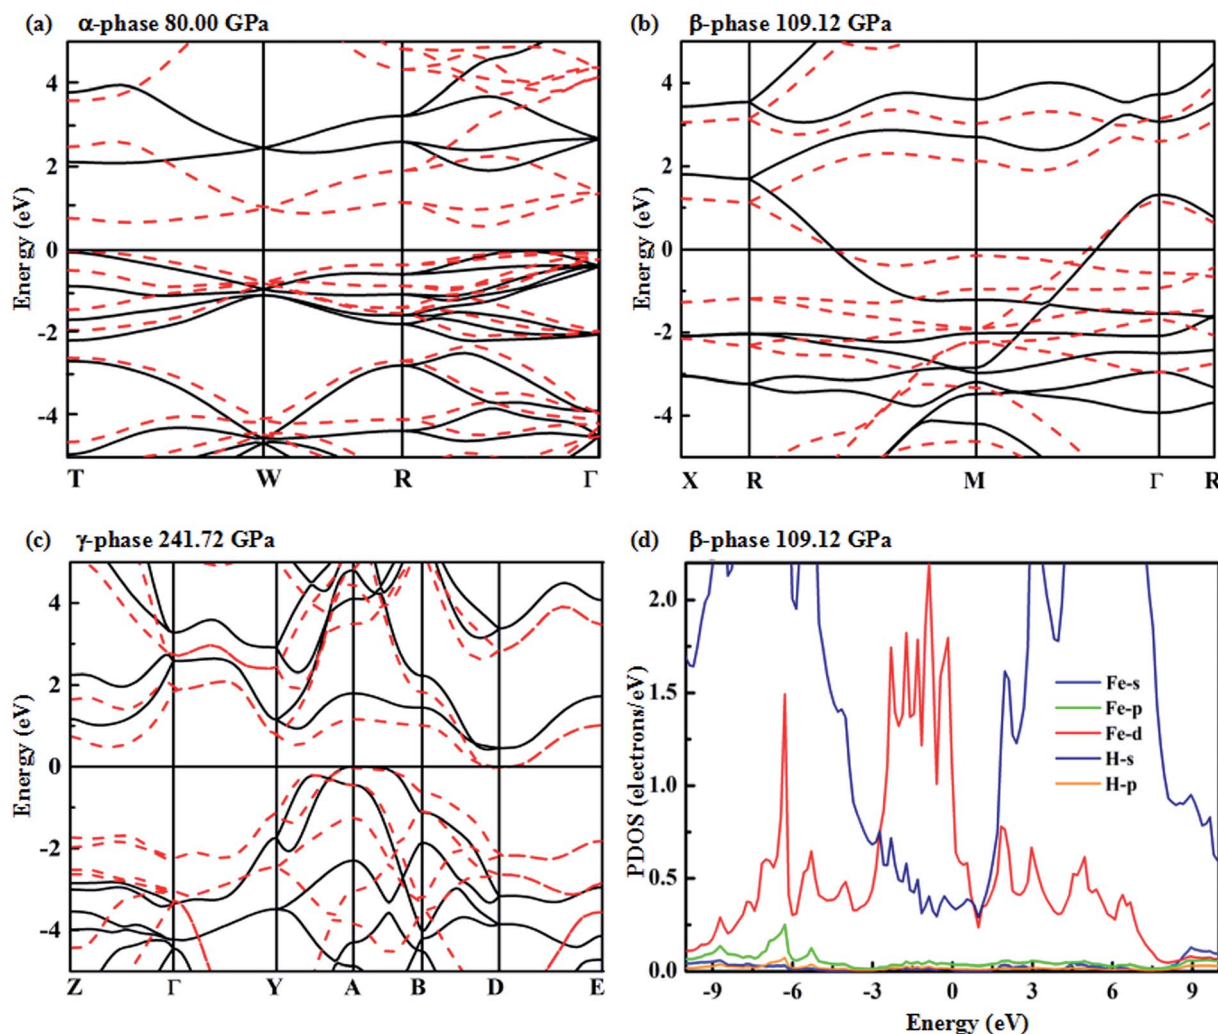 (a) α-phase 80.00 GPa
Energy (eV)
4
2
0
-2
-4
T W R Γ
(b) β-phase 109.12 GPa
Energy (eV)
4
2
0
-2
-4
X R M Γ R
(c) γ-phase 241.72 GPa
Energy (eV)
4
2
0
-2
-4
Z Γ Y A B D E
(d) β-phase 109.12 GPa
PDOS (electrons/eV)
2.0
1.5
1.0
0.5
0.0
Fe-s
Fe-p
Fe-d
H-s
H-p
-9 -6 -3 0 3 6 9
Energy (eV)